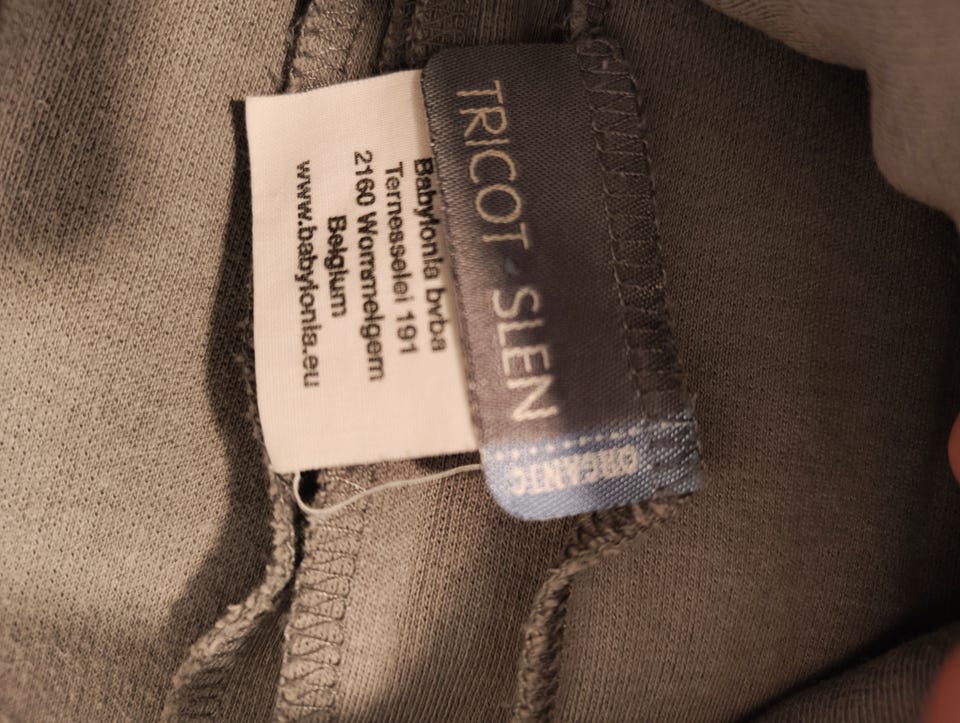 Babylonia bvba
Ternesselei 191
2160 Wommelgem
Belgium
www.babylonia.eu
TRICOT-SLEN
ORGANIC